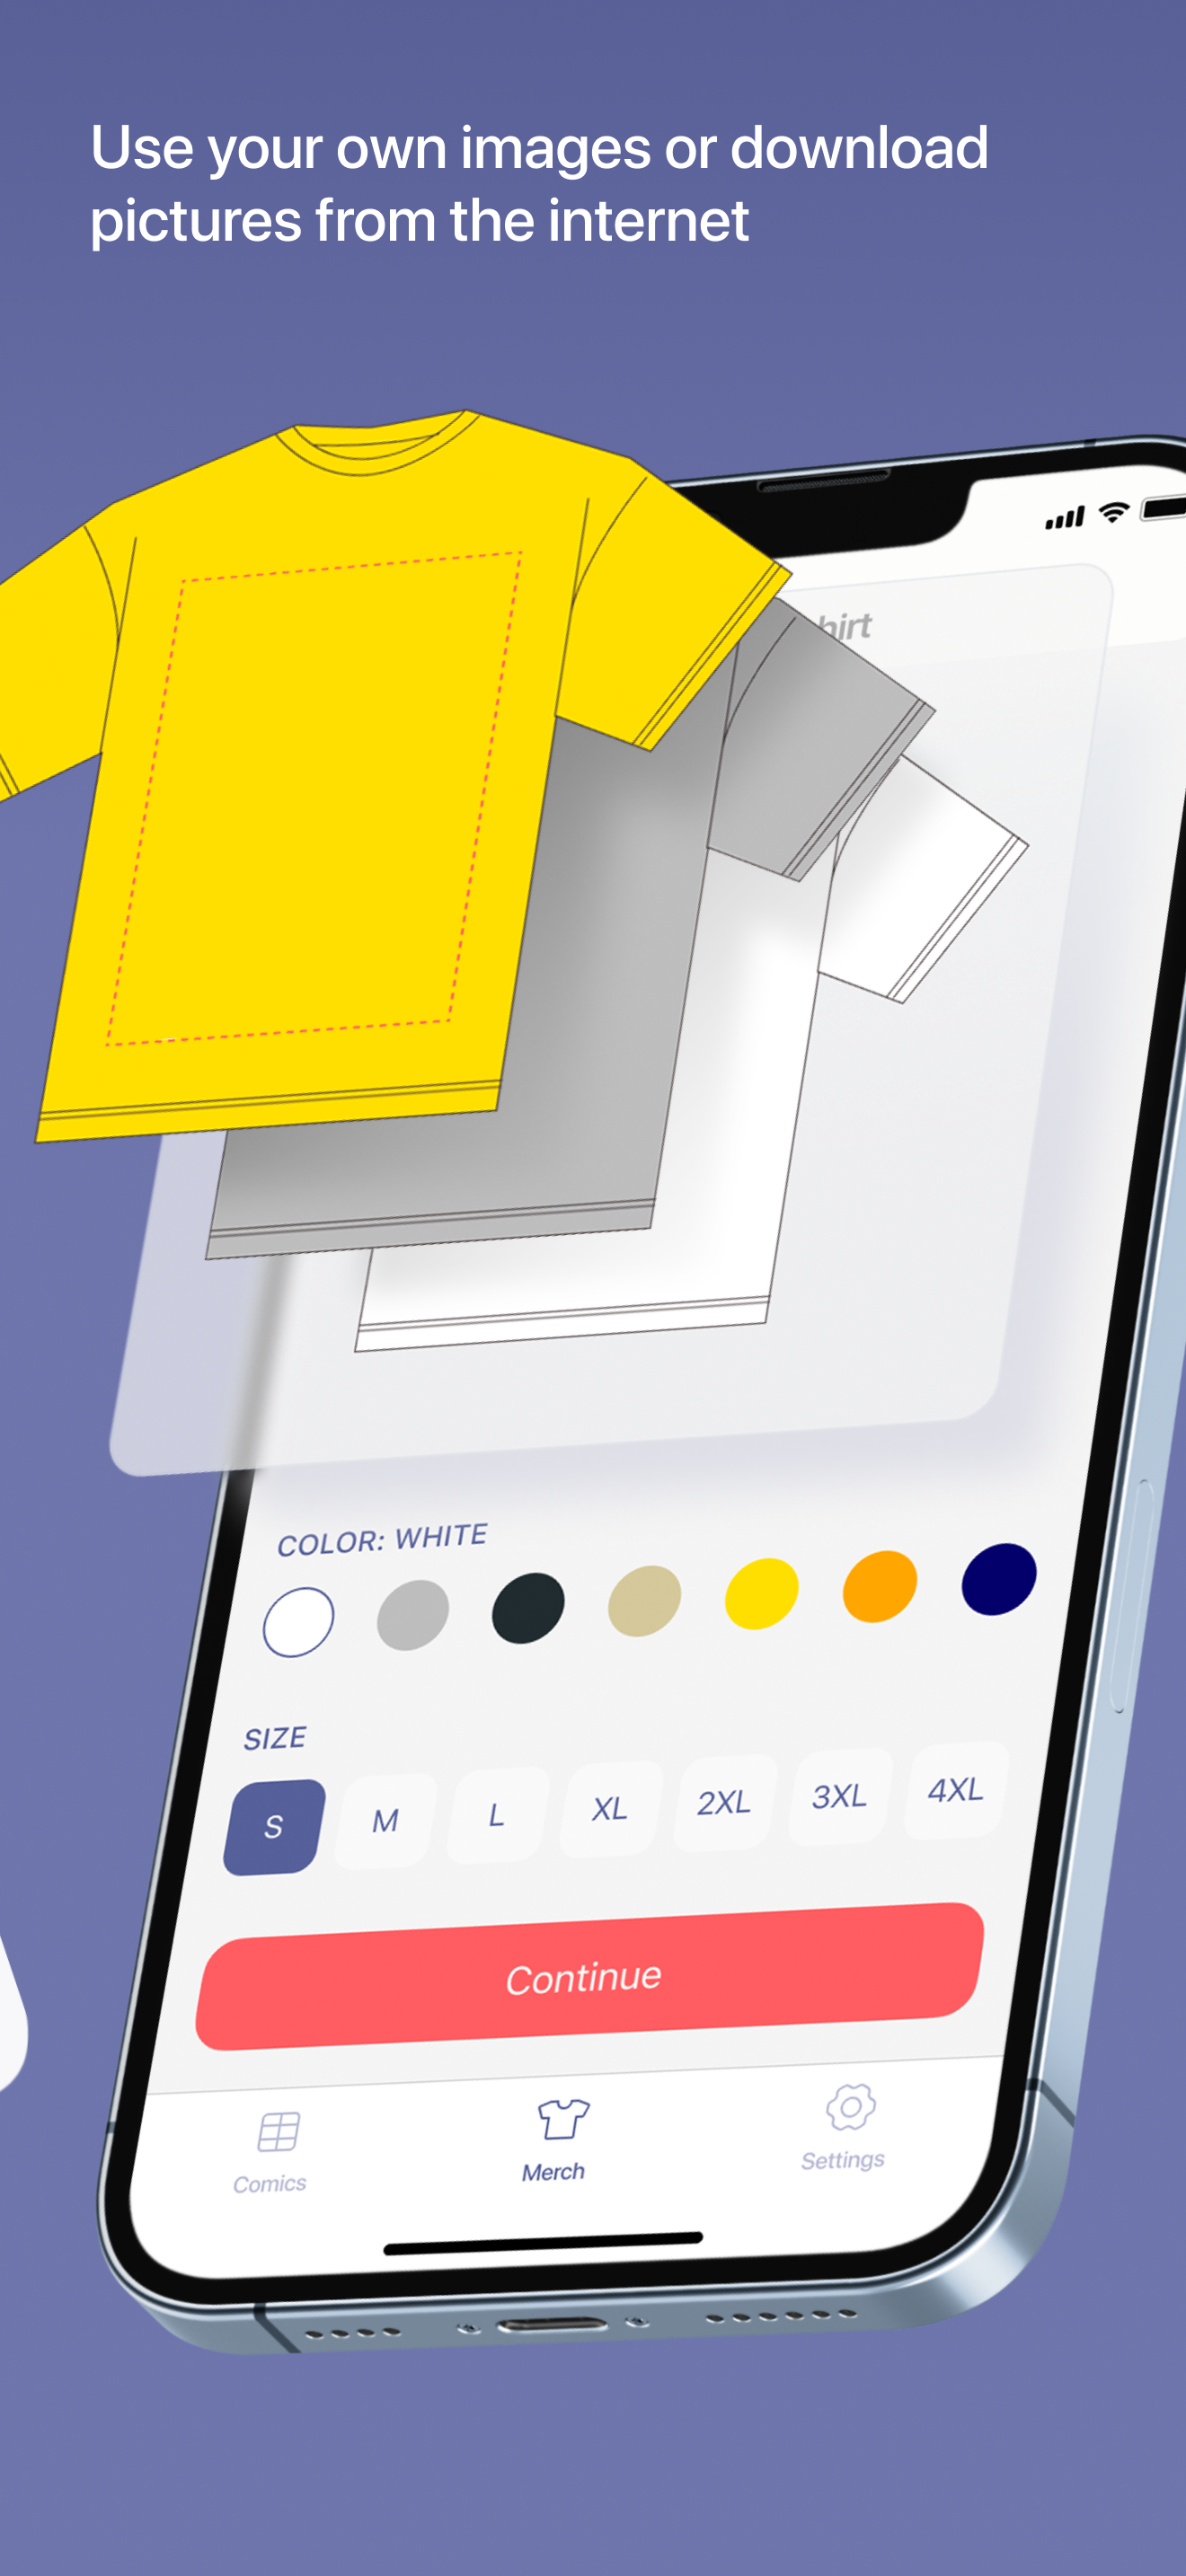 Use your own images or download
pictures from the internet
hirt
COLOR: WHITE
SIZE
S M L XL 2XL 3XL 4XL
Continue
Comics Merch Settings